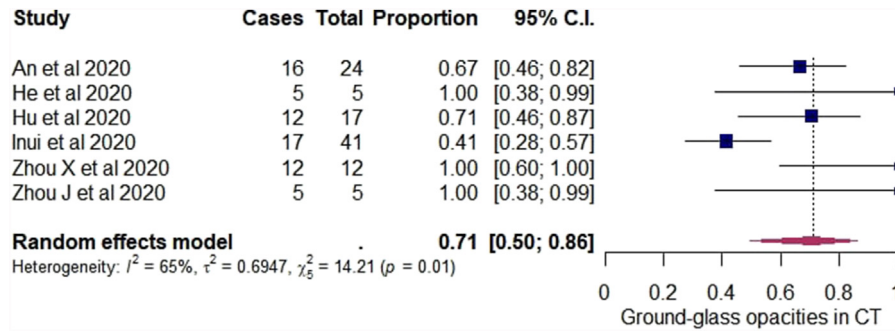 Study Cases Total Proportion 95% C.I.
An et al 2020 16 24 0.67 [0.46; 0.82]
He et al 2020 5 5 1.00 [0.38; 0.99]
Hu et al 2020 12 17 0.71 [0.46; 0.87]
Inui et al 2020 17 41 0.41 [0.28; 0.57]
Zhou X et al 2020 12 12 1.00 [0.60; 1.00]
Zhou J et al 2020 5 5 1.00 [0.38; 0.99]
Random effects model . 0.71 [0.50; 0.86]
Heterogeneity: I² = 65%, τ² = 0.6947, χ²₅ = 14.21 (p = 0.01)
0 0.2 0.4 0.6 0.8
Ground-glass opacities in CT